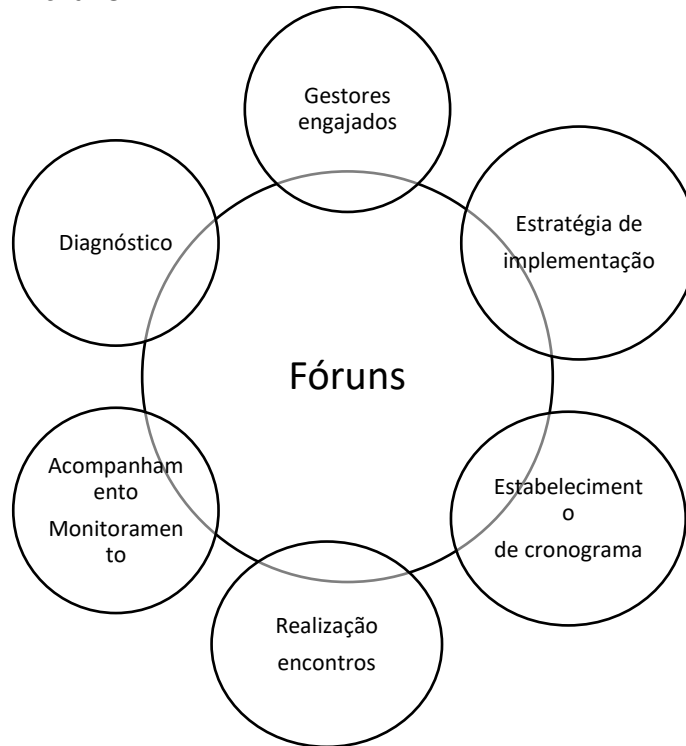 Gestores
engajados
Estratégia de
implementação
Diagnóstico
Fóruns
Acompanham
ento
Monitoramen
to
Estabeleciment
o
de cronograma
Realização
encontros